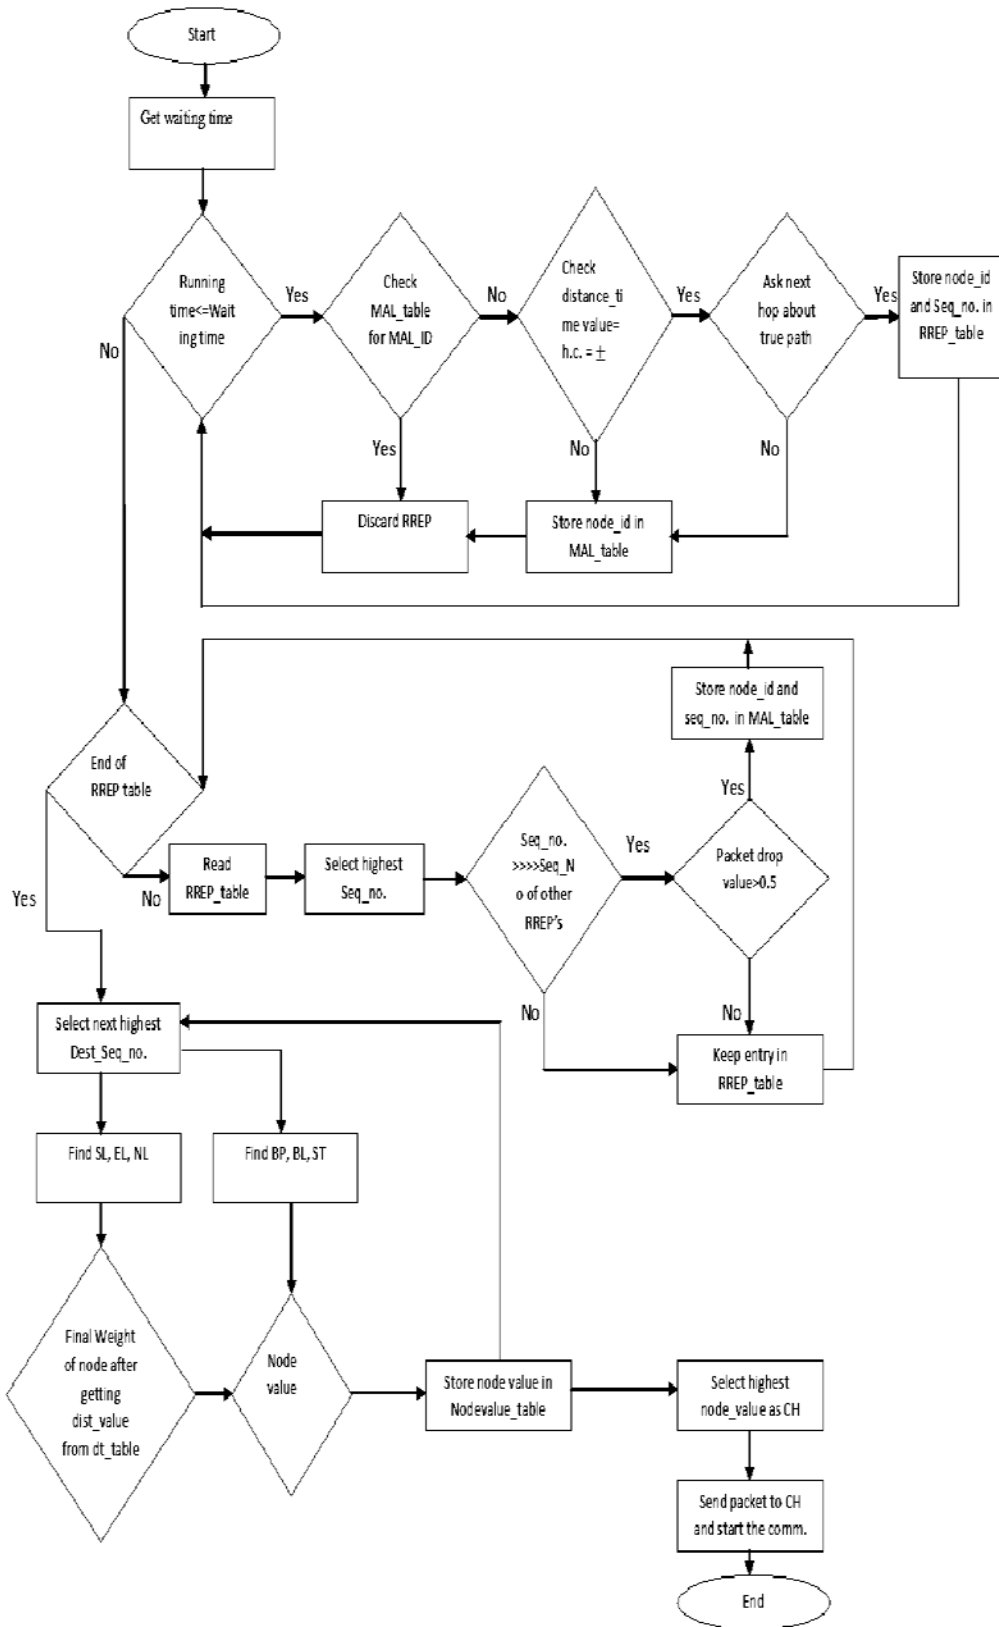 Start
Get waiting time
Running
time<=Wait
ing time
Yes
No
Check
MAL_table
for MAL_ID
No
Yes
Check
distance_ti
me value=
h.c. = ±
Yes
No
Ask next
hop about
true path
Yes
No
Store node_id
and Seq_no. in
RREP_table
Discard RREP
Store node_id in
MAL_table
Store node_id and
seq_no. in MAL_table
End of
RREP table
Yes
No
Read
RREP_table
Select highest
Seq_no.
Seq_no.
>>>>Seq_N
o of other
RREP's
Yes
No
Packet drop
value>0.5
Yes
No
Keep entry in
RREP_table
Select next highest
Dest_Seq_no.
Find SL, EL, NL
Find BP, BL, ST
Final Weight
of node after
getting
dist_value
from dt_table
Node
value
Store node value in
Nodevalue_table
Select highest
node_value as CH
Send packet to CH
and start the comm.
End